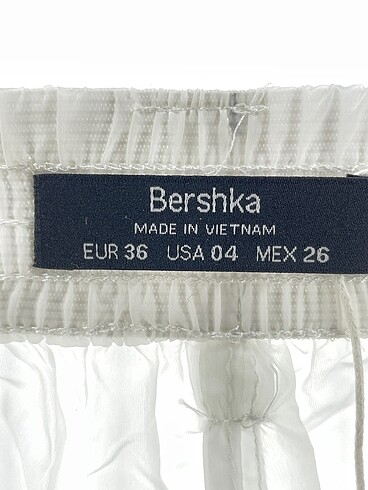 Bershka
MADE IN VIETNAM
EUR 36 USA 04 MEX 26